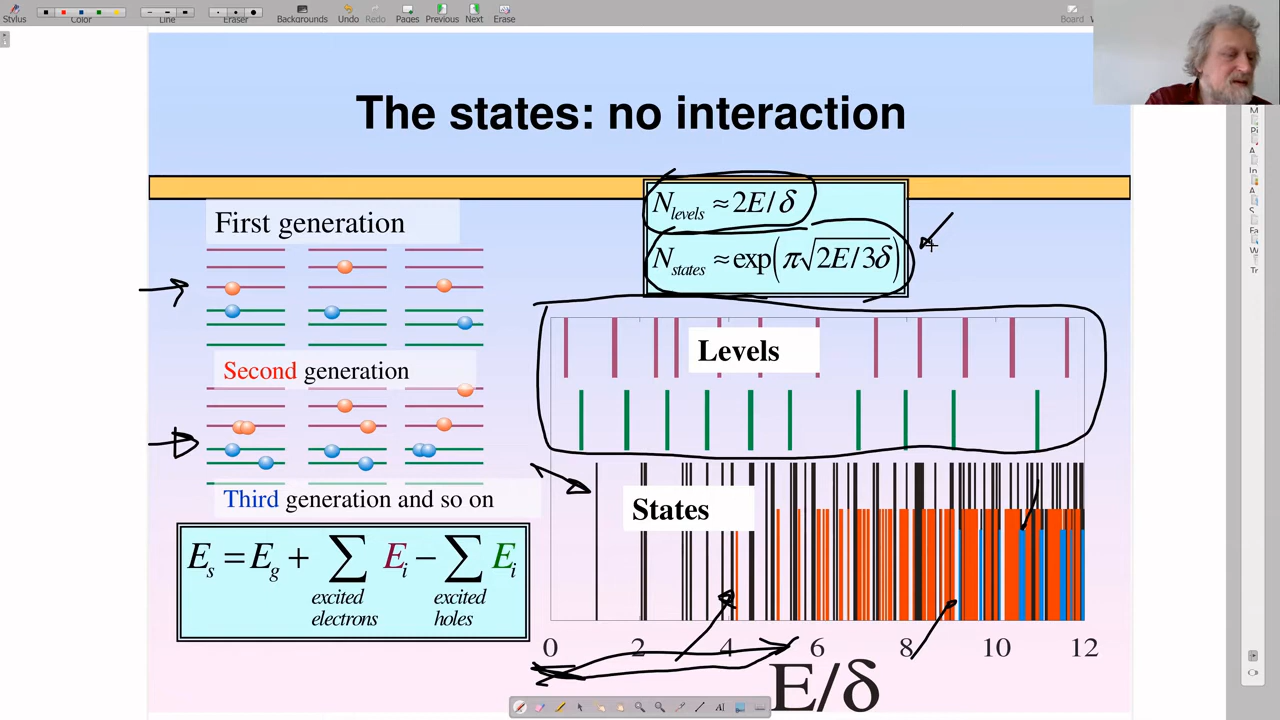 Stylus
Color
Line
Eraser
Backgrounds
Undo
Redo
Pages
Previous
Next
Erase
Board
The states: no interaction
N_levels ≈ 2E/δ
N_states ≈ exp(π√2E/3δ)
First generation
Second generation
Third generation and so on
E_s = E_g + ∑ E_i − ∑ E_i
excited electrons
excited holes
Levels
States
0 2 4 6 8 10 12
E/δ